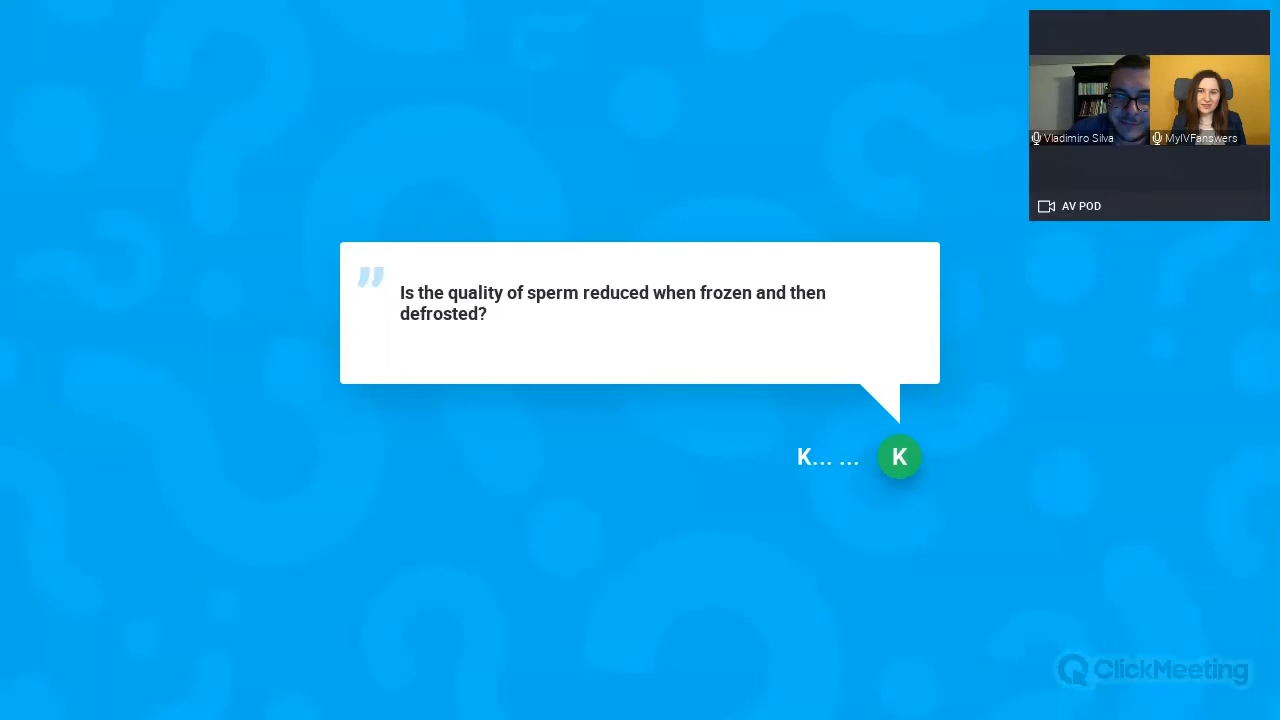 Vladimiro Silva
MyIVFanswers
AV POD
" Is the quality of sperm reduced when frozen and then
defrosted?
K... ...
K
ClickMeeting